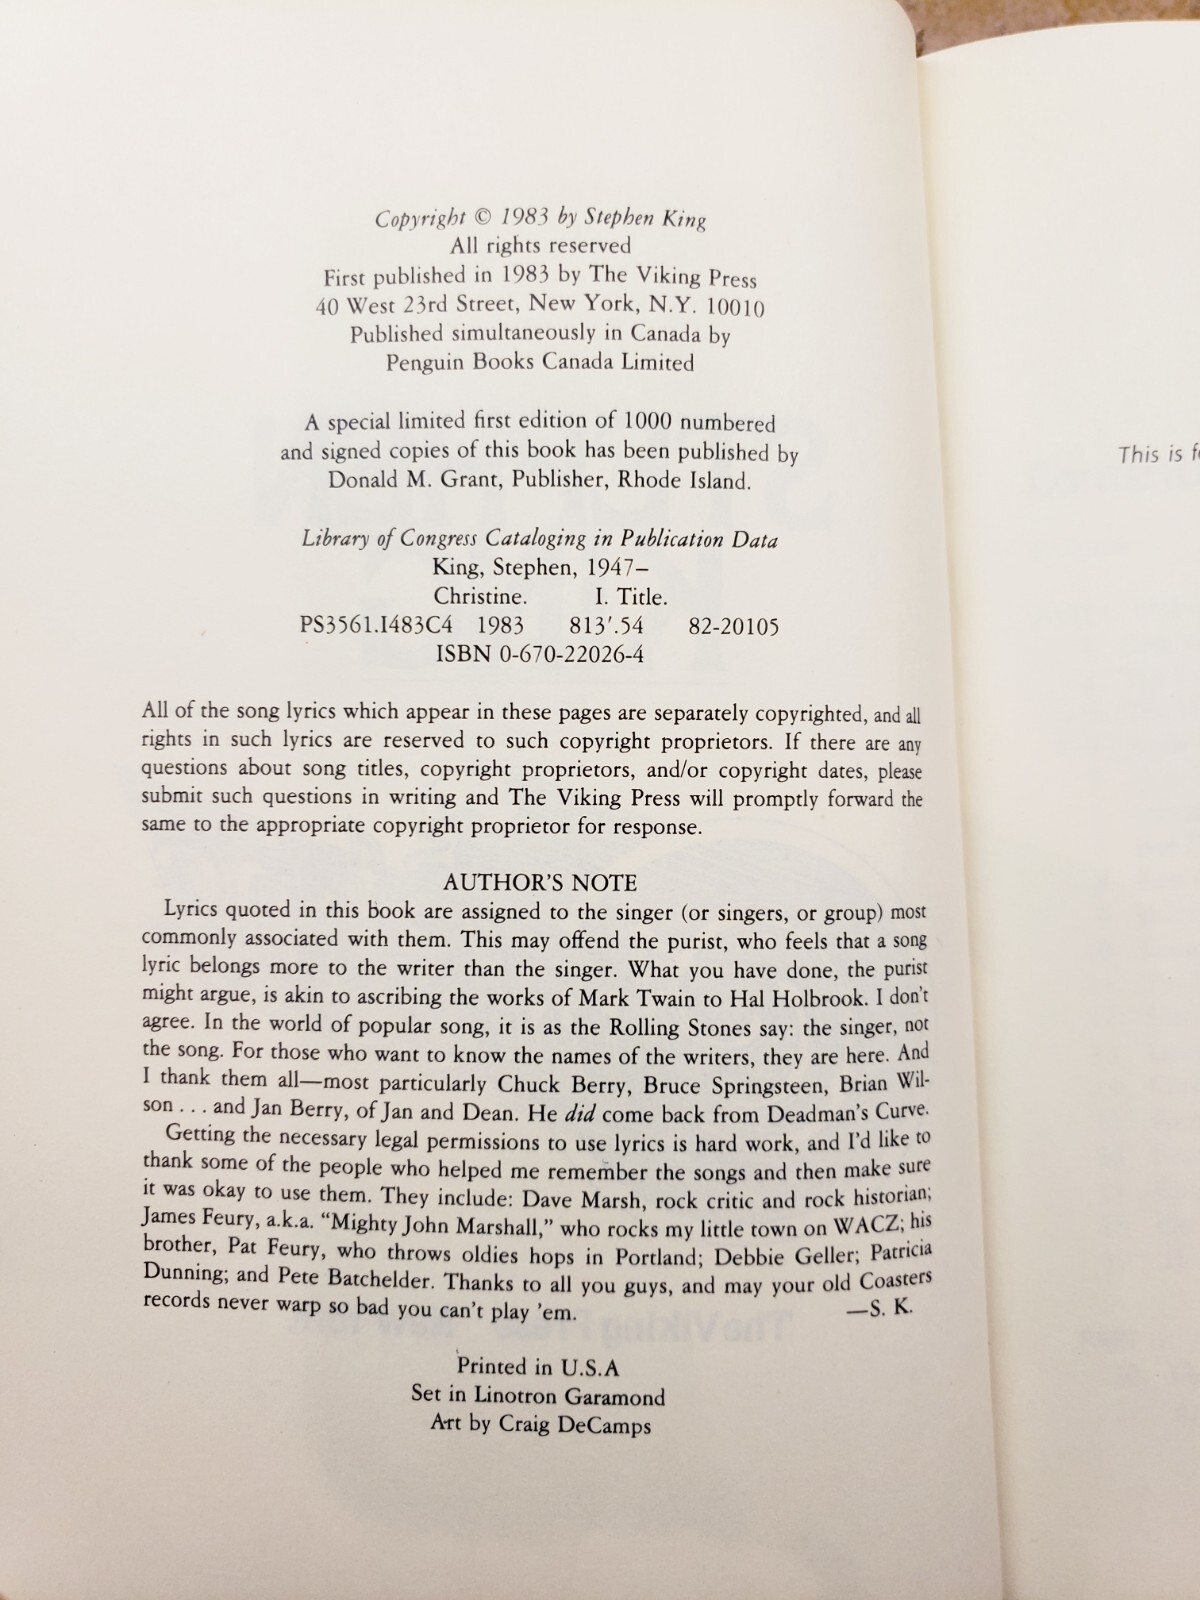 Copyright © 1983 by Stephen King
All rights reserved
First published in 1983 by The Viking Press
40 West 23rd Street, New York, N.Y. 10010
Published simultaneously in Canada by
Penguin Books Canada Limited
A special limited first edition of 1000 numbered
and signed copies of this book has been published by
Donald M. Grant, Publisher, Rhode Island.
Library of Congress Cataloging in Publication Data
King, Stephen, 1947–
Christine. I. Title.
PS3561.I483C4 1983 813′.54 82-20105
ISBN 0-670-22026-4
All of the song lyrics which appear in these pages are separately copyrighted, and all
rights in such lyrics are reserved to such copyright proprietors. If there are any
questions about song titles, copyright proprietors, and/or copyright dates, please
submit such questions in writing and The Viking Press will promptly forward the
same to the appropriate copyright proprietor for response.
AUTHOR'S NOTE
Lyrics quoted in this book are assigned to the singer (or singers, or group) most
commonly associated with them. This may offend the purist, who feels that a song
lyric belongs more to the writer than the singer. What you have done, the purist
might argue, is akin to ascribing the works of Mark Twain to Hal Holbrook. I don't
agree. In the world of popular song, it is as the Rolling Stones say: the singer, not
the song. For those who want to know the names of the writers, they are here. And
I thank them all—most particularly Chuck Berry, Bruce Springsteen, Brian Wil-
son . . . and Jan Berry, of Jan and Dean. He did come back from Deadman's Curve.
Getting the necessary legal permissions to use lyrics is hard work, and I'd like to
thank some of the people who helped me remember the songs and then make sure
it was okay to use them. They include: Dave Marsh, rock critic and rock historian;
James Feury, a.k.a. "Mighty John Marshall," who rocks my little town on WACZ; his
brother, Pat Feury, who throws oldies hops in Portland; Debbie Geller; Patricia
Dunning; and Pete Batchelder. Thanks to all you guys, and may your old Coasters
records never warp so bad you can't play 'em. —S. K.
Printed in U.S.A
Set in Linotron Garamond
Art by Craig DeCamps
This is